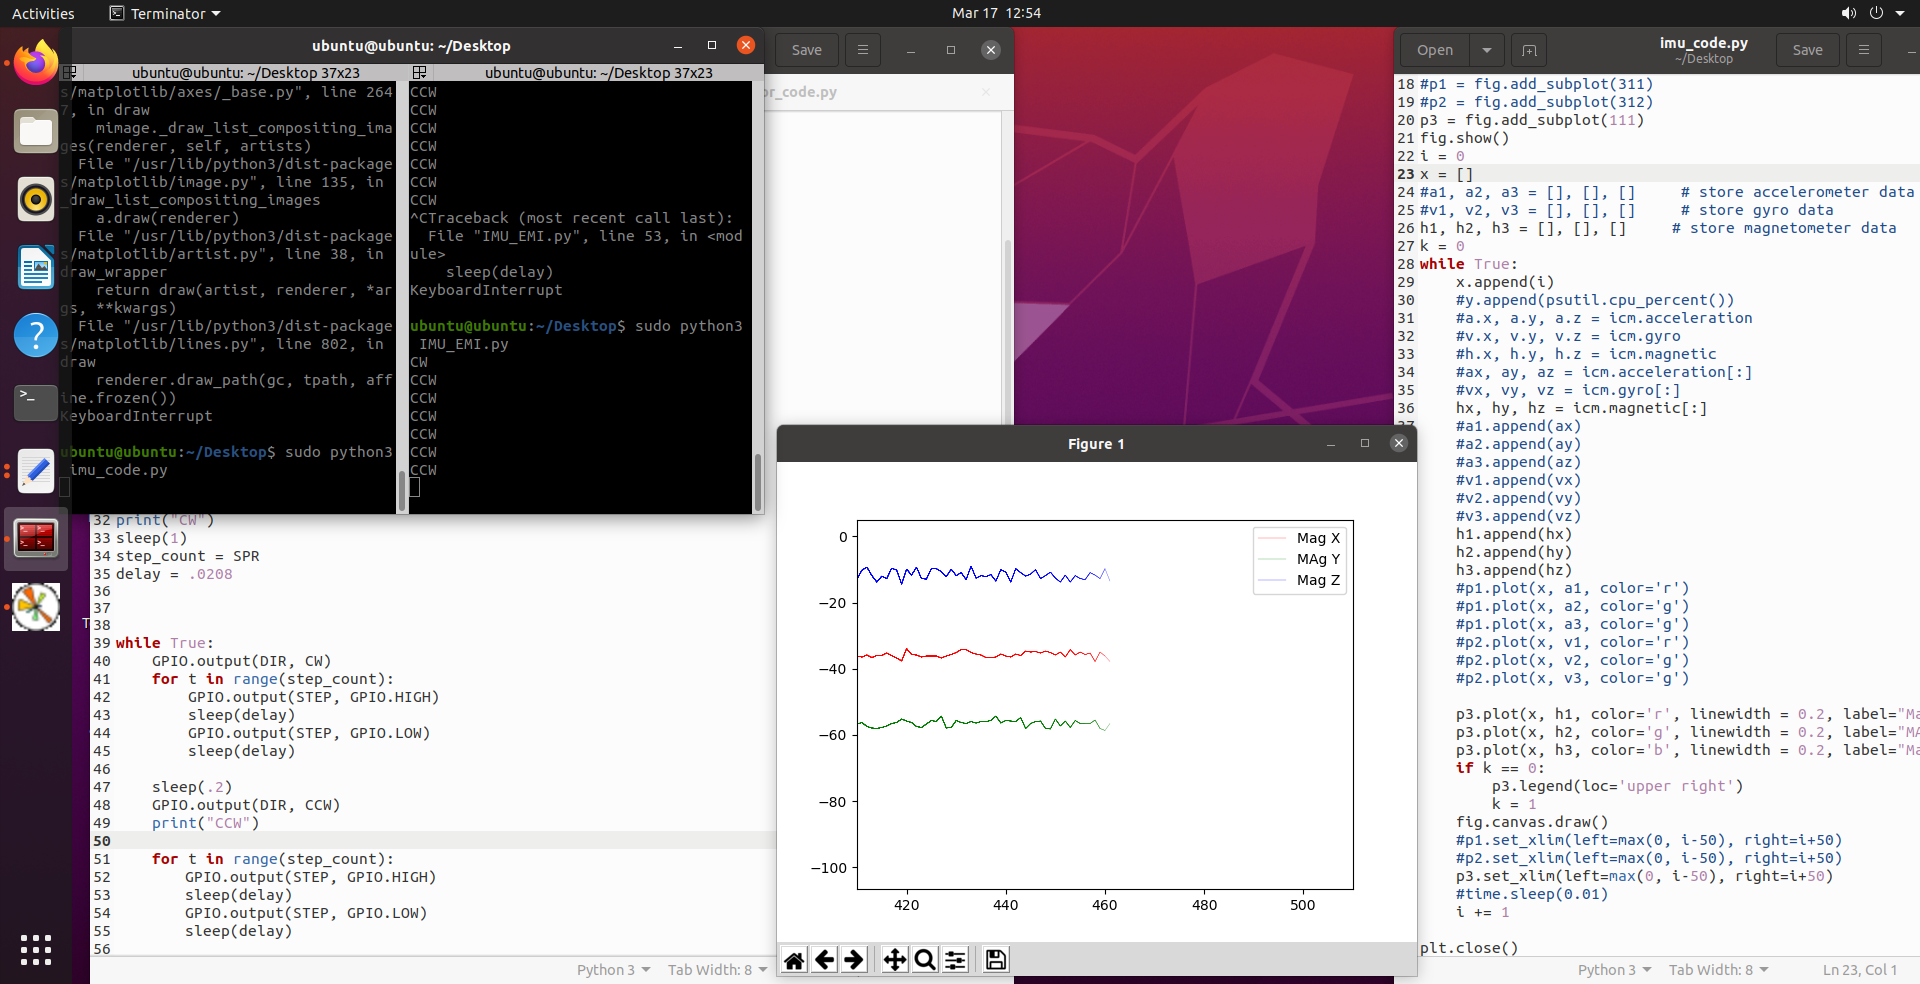 Activities
Terminator
Mar 17 12:54
ubuntu@ubuntu: ~/Desktop
ubuntu@ubuntu: ~/Desktop 37x23
s/matplotlib/axes/_base.py", line 264
7, in draw
    mimage._draw_list_compositing_ima
ges(renderer, self, artists)
  File "/usr/lib/python3/dist-package
s/matplotlib/image.py", line 135, in
_draw_list_compositing_images
    a.draw(renderer)
  File "/usr/lib/python3/dist-package
s/matplotlib/artist.py", line 38, in
draw_wrapper
    return draw(artist, renderer, *ar
gs, **kwargs)
  File "/usr/lib/python3/dist-package
s/matplotlib/lines.py", line 802, in
draw
    renderer.draw_path(gc, tpath, aff
ine.frozen())
KeyboardInterrupt
ubuntu@ubuntu:~/Desktop$ sudo python3
 imu_code.py
ubuntu@ubuntu: ~/Desktop 37x23
CCW
CCW
CCW
CCW
CCW
CCW
CCW
^CTraceback (most recent call last):
  File "IMU_EMI.py", line 53, in <mod
ule>
    sleep(delay)
KeyboardInterrupt
ubuntu@ubuntu:~/Desktop$ sudo python3
 IMU_EMI.py
CW
CCW
CCW
CCW
CCW
CCW
CCW
Save
or_code.py
32 print("CW")
33 sleep(1)
34 step_count = SPR
35 delay = .0208
36
37
38
39 while True:
40     GPIO.output(DIR, CW)
41     for t in range(step_count):
42         GPIO.output(STEP, GPIO.HIGH)
43         sleep(delay)
44         GPIO.output(STEP, GPIO.LOW)
45         sleep(delay)
46
47     sleep(.2)
48     GPIO.output(DIR, CCW)
49     print("CCW")
50
51     for t in range(step_count):
52         GPIO.output(STEP, GPIO.HIGH)
53         sleep(delay)
54         GPIO.output(STEP, GPIO.LOW)
55         sleep(delay)
56
Python 3
Tab Width: 8
Figure 1
Mag X
MAg Y
Mag Z
0
−20
−40
−60
−80
−100
420 440 460 480 500
Open
imu_code.py
~/Desktop
Save
18 #p1 = fig.add_subplot(311)
19 #p2 = fig.add_subplot(312)
20 p3 = fig.add_subplot(111)
21 fig.show()
22 i = 0
23 x = []
24 #a1, a2, a3 = [], [], []     # store accelerometer data
25 #v1, v2, v3 = [], [], []     # store gyro data
26 h1, h2, h3 = [], [], []     # store magnetometer data
27 k = 0
28 while True:
29     x.append(i)
30     #y.append(psutil.cpu_percent())
31     #a.x, a.y, a.z = icm.acceleration
32     #v.x, v.y, v.z = icm.gyro
33     #h.x, h.y, h.z = icm.magnetic
34     #ax, ay, az = icm.acceleration[:]
35     #vx, vy, vz = icm.gyro[:]
36     hx, hy, hz = icm.magnetic[:]
    #a1.append(ax)
    #a2.append(ay)
    #a3.append(az)
    #v1.append(vx)
    #v2.append(vy)
    #v3.append(vz)
    h1.append(hx)
    h2.append(hy)
    h3.append(hz)
    #p1.plot(x, a1, color='r')
    #p1.plot(x, a2, color='g')
    #p1.plot(x, a3, color='g')
    #p2.plot(x, v1, color='r')
    #p2.plot(x, v2, color='g')
    #p2.plot(x, v3, color='g')
    p3.plot(x, h1, color='r', linewidth = 0.2, label="Ma
    p3.plot(x, h2, color='g', linewidth = 0.2, label="MA
    p3.plot(x, h3, color='b', linewidth = 0.2, label="Ma
    if k == 0:
        p3.legend(loc='upper right')
        k = 1
    fig.canvas.draw()
    #p1.set_xlim(left=max(0, i-50), right=i+50)
    #p2.set_xlim(left=max(0, i-50), right=i+50)
    p3.set_xlim(left=max(0, i-50), right=i+50)
    #time.sleep(0.01)
    i += 1
plt.close()
Python 3
Tab Width: 8
Ln 23, Col 1